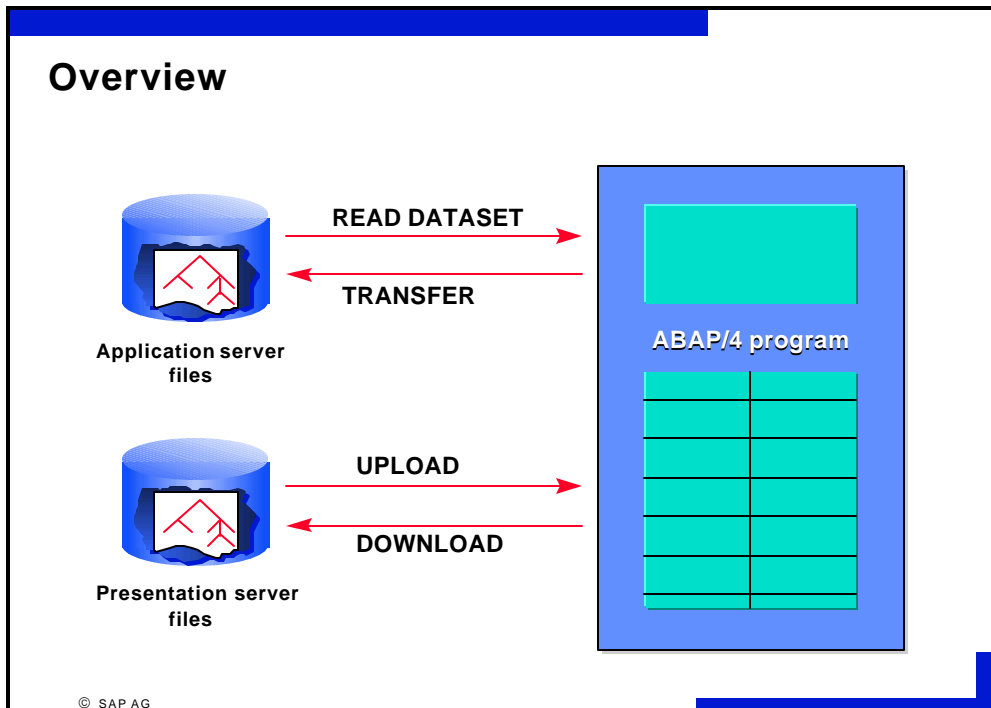 Overview
READ DATASET
TRANSFER
Application server
files
ABAP/4 program
UPLOAD
DOWNLOAD
Presentation server
files
© SAP AG